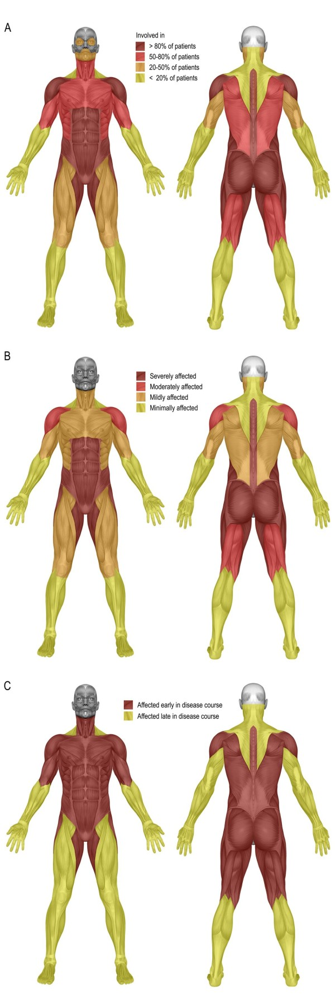 A
Involved in
> 80% of patients
50-80% of patients
20-50% of patients
< 20% of patients
B
Severely affected
Moderately affected
Mildly affected
Minimally affected
C
Affected early in disease course
Affected late in disease course